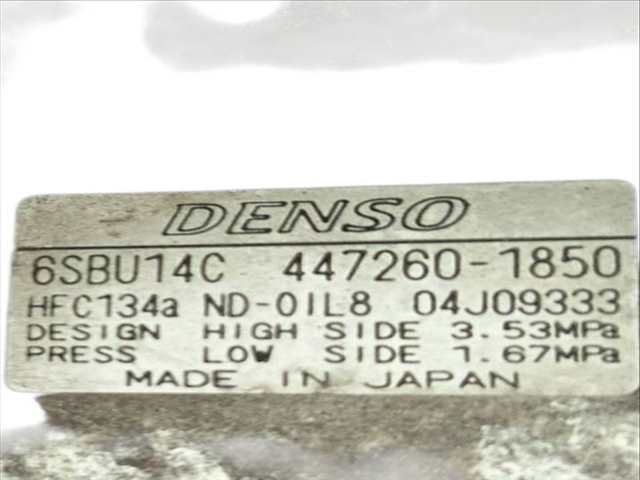 DENSO
6SBU14C 447260-1850
HFC134a ND-OIL8 04J09333
DESIGN HIGH SIDE 3.53MPa
PRESS LOW SIDE 1.67MPa
MADE IN JAPAN